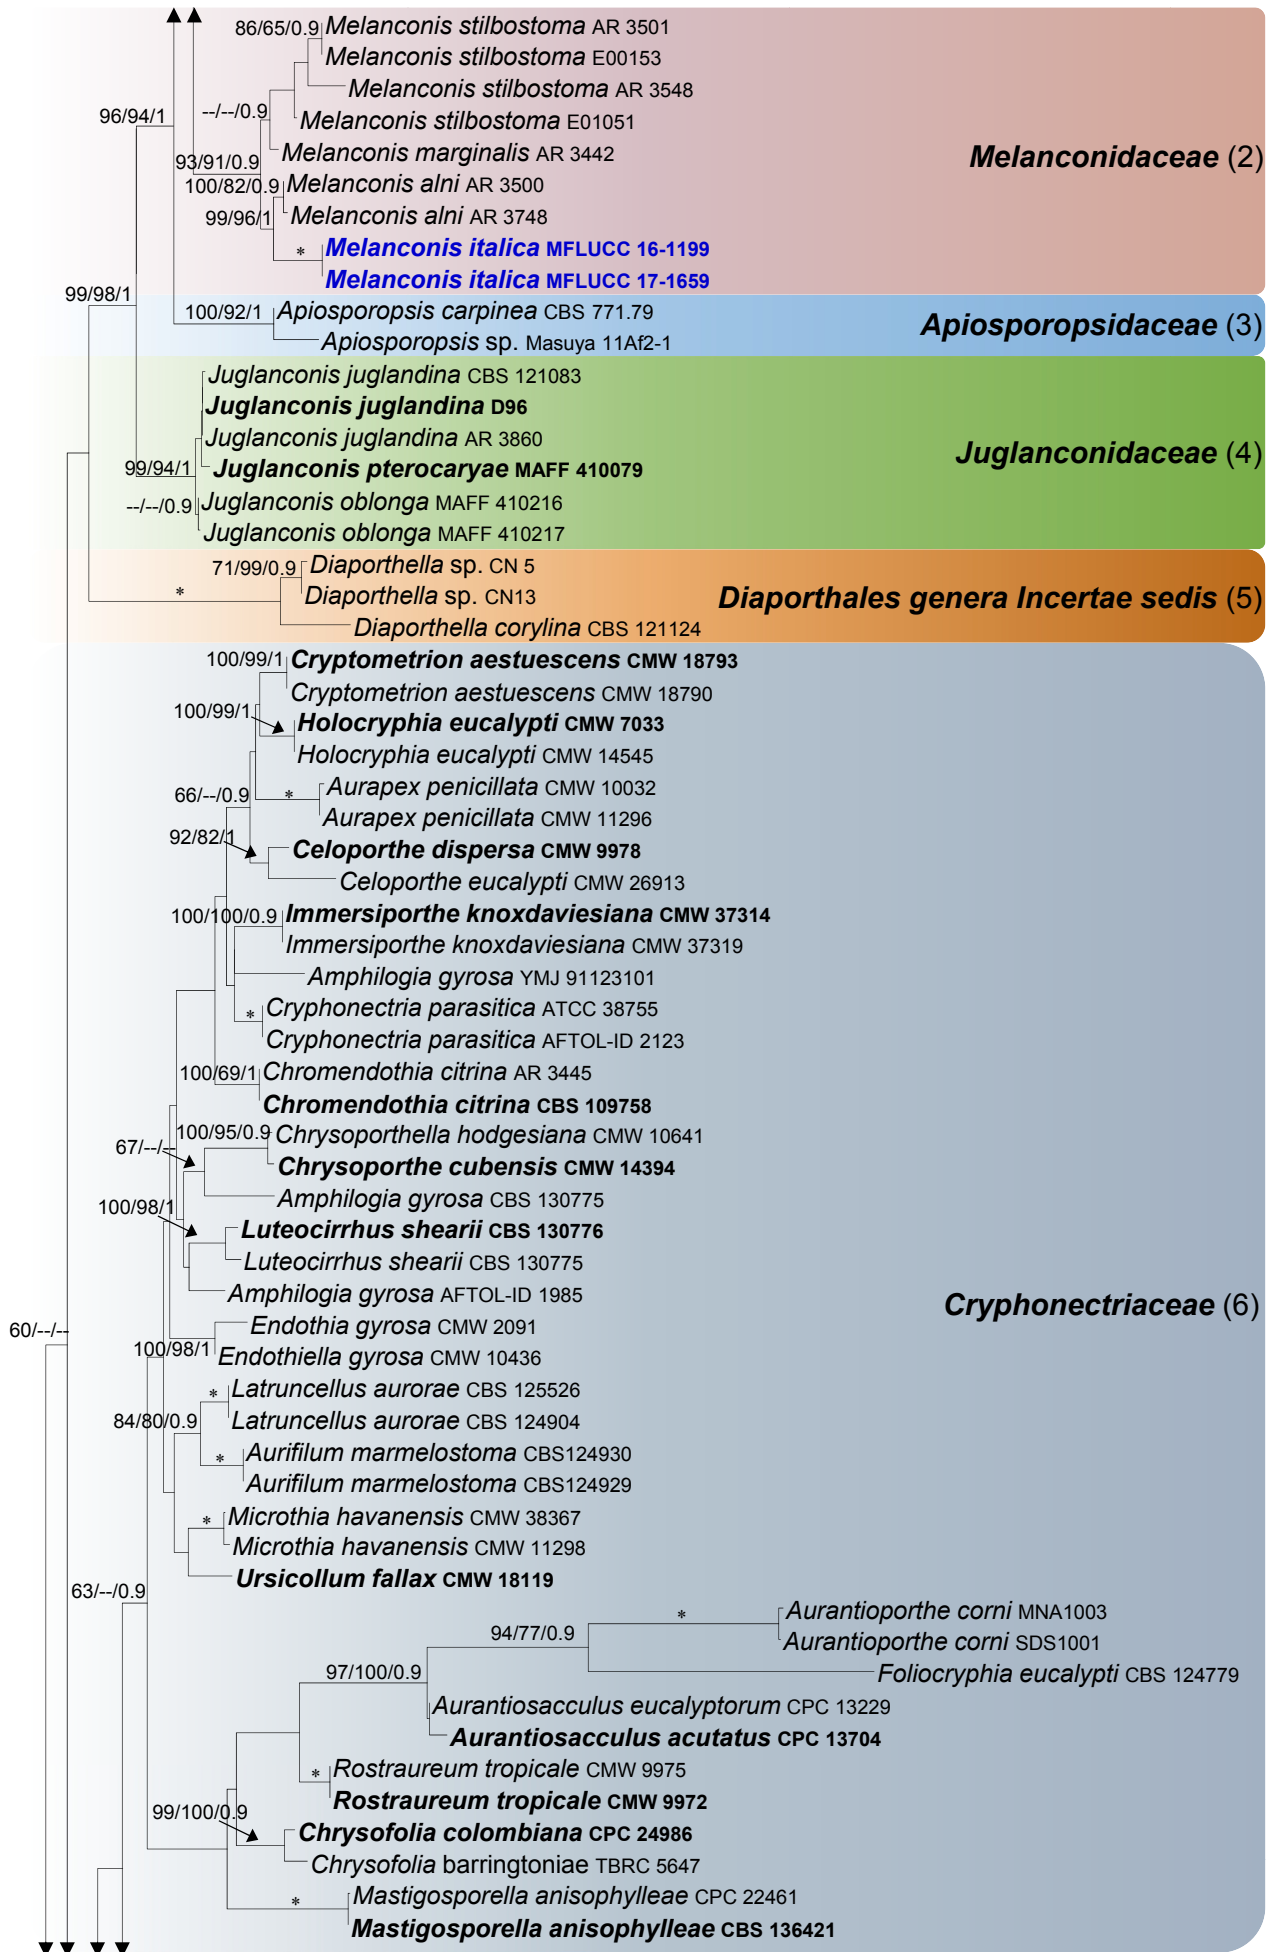 86/65/0.9
Melanconis stilbostoma AR 3501
Melanconis stilbostoma E00153
Melanconis stilbostoma AR 3548
96/94/1
--/--/0.9
Melanconis stilbostoma E01051
Melanconis marginalis AR 3442
Melanconidaceae (2)
93/91/0.9
100/82/0.9
Melanconis alni AR 3500
99/96/1
Melanconis alni AR 3748
*
Melanconis italica MFLUCC 16-1199
Melanconis italica MFLUCC 17-1659
99/98/1
100/92/1
Apiosporopsis carpinea CBS 771.79
Apiosporopsidaceae (3)
Apiosporopsis sp. Masuya 11Af2-1
Juglanconis juglandina CBS 121083
Juglanconis juglandina D96
Juglanconis juglandina AR 3860
Juglanconidaceae (4)
99/94/1
Juglanconis pterocaryae MAFF 410079
--/--/0.9
Juglanconis oblonga MAFF 410216
Juglanconis oblonga MAFF 410217
71/99/0.9
Diaporthella sp. CN 5
*
Diaporthella sp. CN13
Diaporthales genera Incertae sedis (5)
Diaporthella corylina CBS 121124
100/99/1
Cryptometrion aestuescens CMW 18793
Cryptometrion aestuescens CMW 18790
100/99/1
Holocryphia eucalypti CMW 7033
Holocryphia eucalypti CMW 14545
66/--/0.9
*
Aurapex penicillata CMW 10032
Aurapex penicillata CMW 11296
92/82/1
Celoporthe dispersa CMW 9978
Celoporthe eucalypti CMW 26913
100/100/0.9
Immersiporthe knoxdaviesiana CMW 37314
Immersiporthe knoxdaviesiana CMW 37319
Amphilogia gyrosa YMJ 91123101
*
Cryphonectria parasitica ATCC 38755
Cryphonectria parasitica AFTOL-ID 2123
100/69/1
Chromendothia citrina AR 3445
Chromendothia citrina CBS 109758
67/--/--
100/95/0.9
Chrysoporthella hodgesiana CMW 10641
Chrysoporthe cubensis CMW 14394
100/98/1
Amphilogia gyrosa CBS 130775
Luteocirrhus shearii CBS 130776
Luteocirrhus shearii CBS 130775
Amphilogia gyrosa AFTOL-ID 1985
Cryphonectriaceae (6)
60/--/--
Endothia gyrosa CMW 2091
100/98/1
Endothiella gyrosa CMW 10436
*
Latruncellus aurorae CBS 125526
84/80/0.9
Latruncellus aurorae CBS 124904
*
Aurifilum marmelostoma CBS124930
Aurifilum marmelostoma CBS124929
*
Microthia havanensis CMW 38367
Microthia havanensis CMW 11298
Ursicollum fallax CMW 18119
63/--/0.9
*
Aurantioporthe corni MNA1003
94/77/0.9
Aurantioporthe corni SDS1001
97/100/0.9
Foliocryphia eucalypti CBS 124779
Aurantiosacculus eucalyptorum CPC 13229
Aurantiosacculus acutatus CPC 13704
*
Rostraureum tropicale CMW 9975
Rostraureum tropicale CMW 9972
99/100/0.9
Chrysofolia colombiana CPC 24986
Chrysofolia barringtoniae TBRC 5647
*
Mastigosporella anisophylleae CPC 22461
Mastigosporella anisophylleae CBS 136421